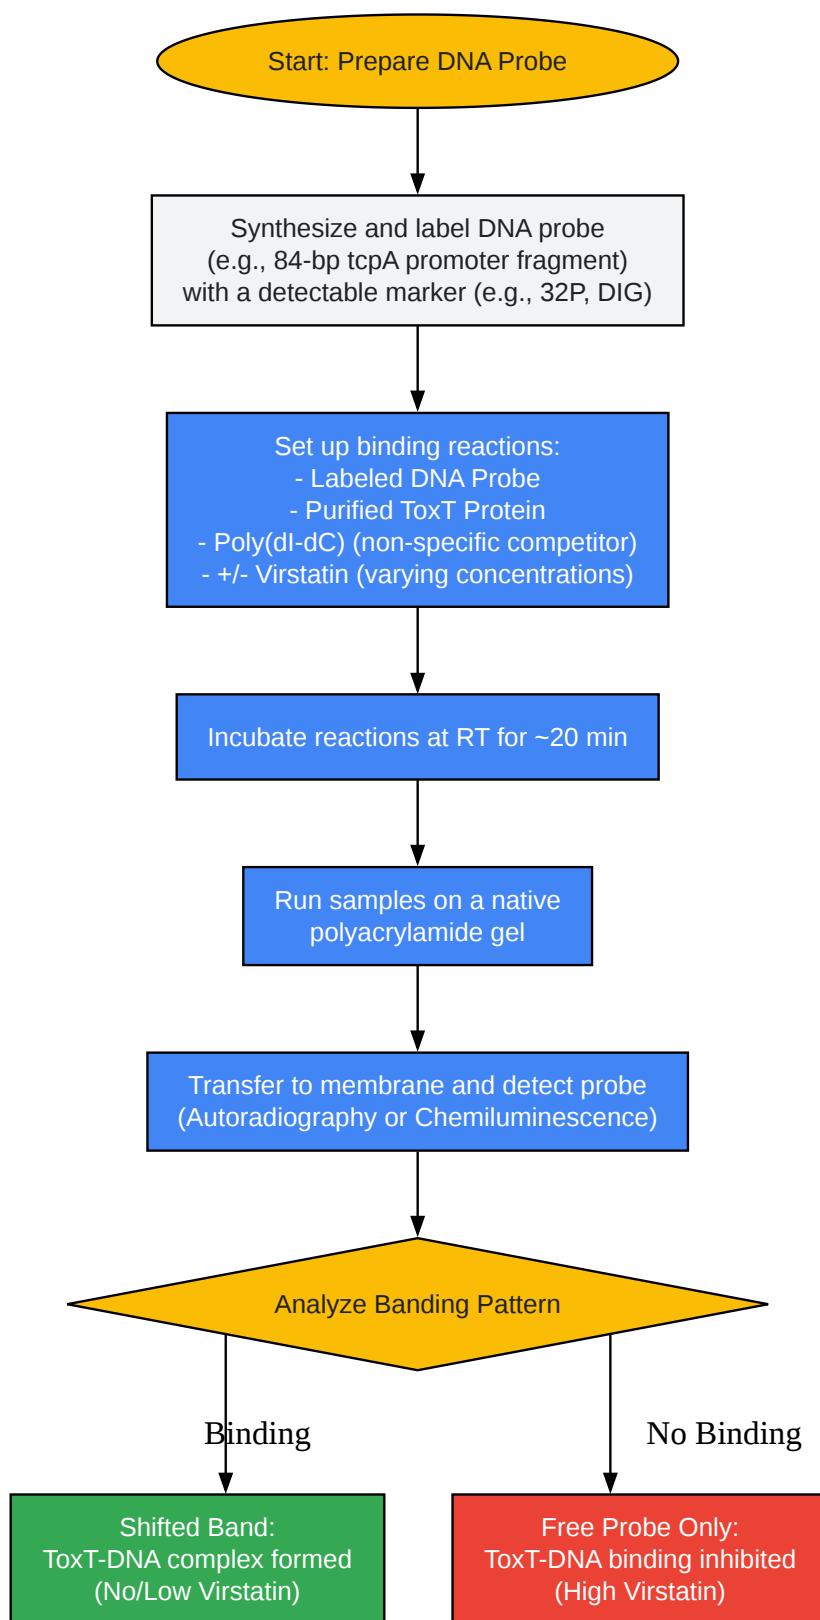 Start: Prepare DNA Probe
Synthesize and label DNA probe
(e.g., 84-bp tcpA promoter fragment)
with a detectable marker (e.g., 32P, DIG)
Set up binding reactions:
- Labeled DNA Probe
- Purified ToxT Protein
- Poly(dI-dC) (non-specific competitor)
- +/- Virstatin (varying concentrations)
Incubate reactions at RT for ~20 min
Run samples on a native
polyacrylamide gel
Transfer to membrane and detect probe
(Autoradiography or Chemiluminescence)
Analyze Banding Pattern
Binding
No Binding
Shifted Band:
ToxT-DNA complex formed
(No/Low Virstatin)
Free Probe Only:
ToxT-DNA binding inhibited
(High Virstatin)